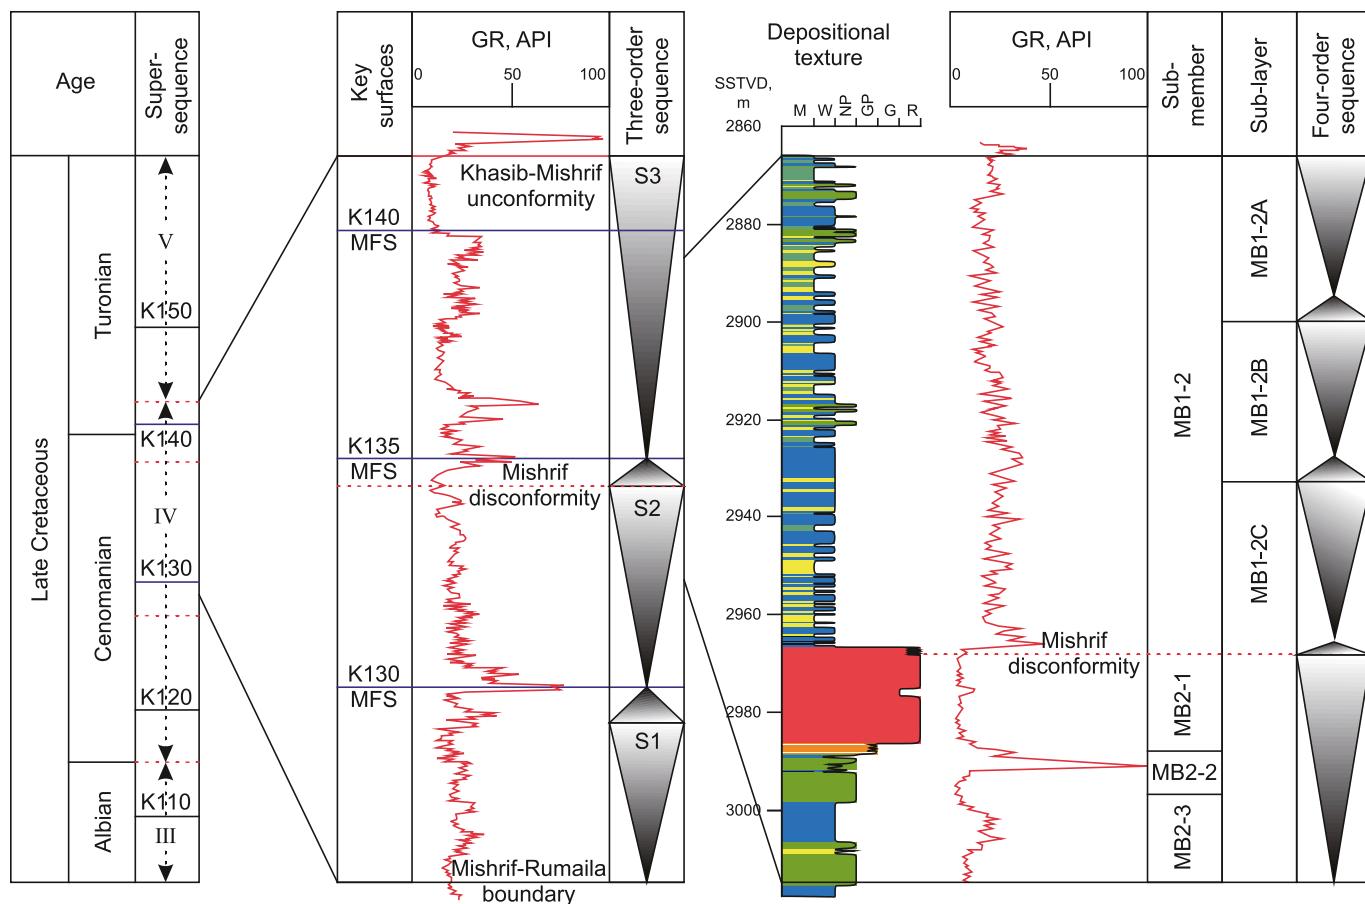 Age
Super-
sequence
Late Cretaceous
Turonian
Cenomanian
Albian
V
K150
K140
IV
K130
K120
K110
III
Key
surfaces
GR, API
0
50
100
Three-order
sequence
Khasib-Mishrif
unconformity
K140
MFS
K135
MFS
Mishrif
disconformity
K130
MFS
Mishrif-Rumaila
boundary
S3
S2
S1
Depositional
texture
SSTVD,
m
M
W
NP
GP
G
R
2860
2880
2900
2920
2940
2960
2980
3000
GR, API
0
50
100
Mishrif
disconformity
Sub-
member
MB1-2
MB2-1
MB2-2
MB2-3
Sub-layer
MB1-2A
MB1-2B
MB1-2C
Four-order
sequence